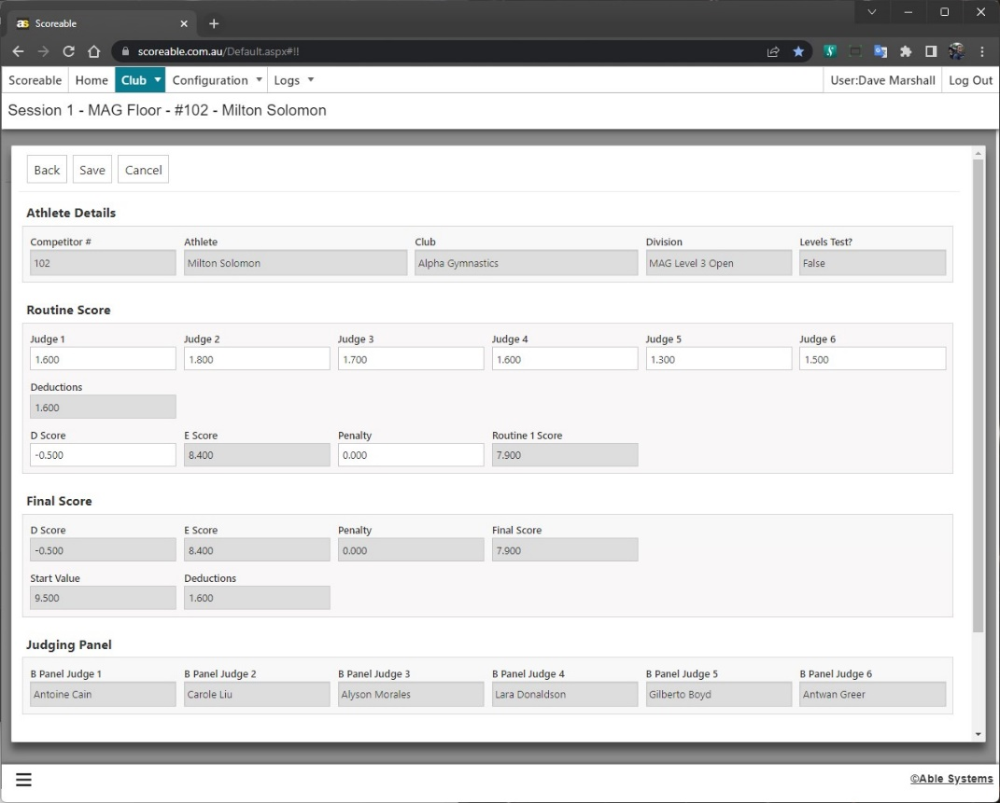 as Scoreable
scoreable.com.au/Default.aspx#!!
Scoreable Home Club Configuration Logs User:Dave Marshall Log Out
Session 1 - MAG Floor - #102 - Milton Solomon
Back Save Cancel
Athlete Details
Competitor # Athlete Club Division Levels Test?
102 Milton Solomon Alpha Gymnastics MAG Level 3 Open False
Routine Score
Judge 1 Judge 2 Judge 3 Judge 4 Judge 5 Judge 6
1.600 1.800 1.700 1.600 1.300 1.500
Deductions
1.600
D Score E Score Penalty Routine 1 Score
-0.500 8.400 0.000 7.900
Final Score
D Score E Score Penalty Final Score
-0.500 8.400 0.000 7.900
Start Value Deductions
9.500 1.600
Judging Panel
B Panel Judge 1 B Panel Judge 2 B Panel Judge 3 B Panel Judge 4 B Panel Judge 5 B Panel Judge 6
Antoine Cain Carole Liu Alyson Morales Lara Donaldson Gilberto Boyd Antwan Greer
©Able Systems